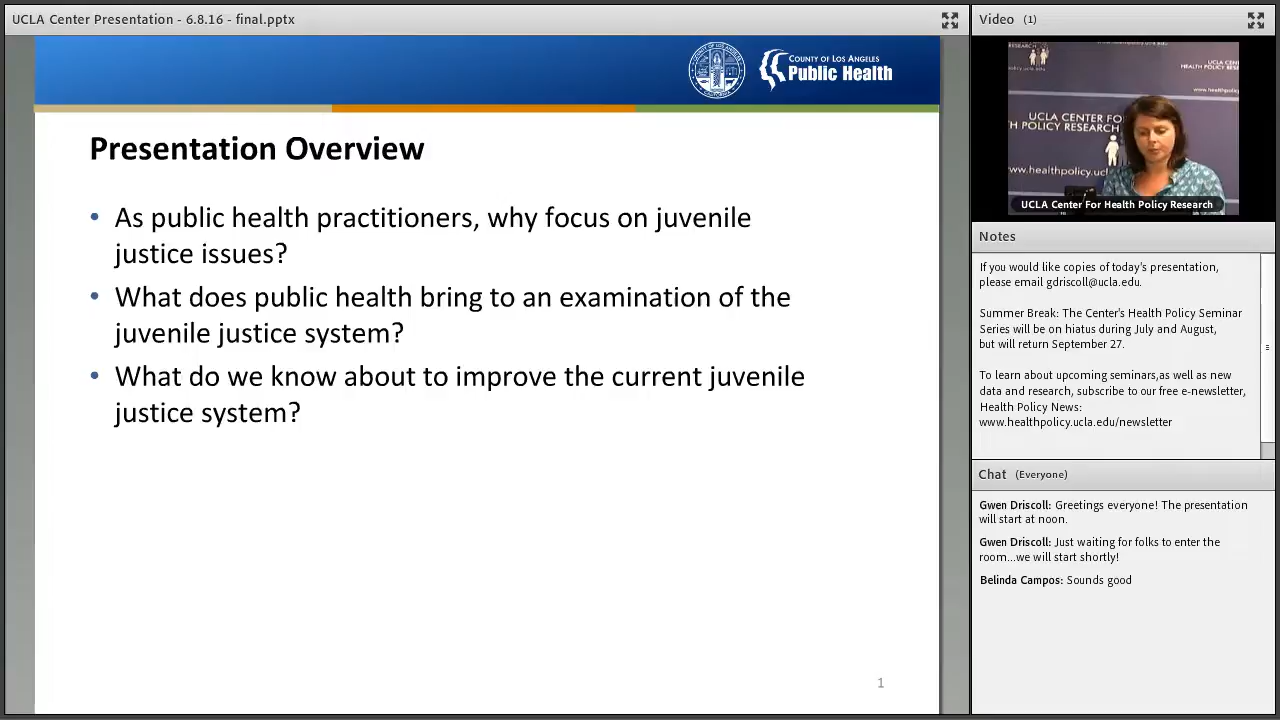 UCLA Center Presentation - 6.8.16 - final.pptx
COUNTY OF LOS ANGELES
Public Health
Presentation Overview
• As public health practitioners, why focus on juvenile
justice issues?
• What does public health bring to an examination of the
juvenile justice system?
• What do we know about to improve the current juvenile
justice system?
1
Video (1)
UCLA CENTER FOR
H POLICY RESEARCH
www.healthpolicy.uc
UCLA Center For Health Policy Research
Notes
If you would like copies of today's presentation,
please email gdriscoll@ucla.edu.
Summer Break: The Center's Health Policy Seminar
Series will be on hiatus during July and August,
but will return September 27.
To learn about upcoming seminars,as well as new
data and research, subscribe to our free e-newsletter,
Health Policy News:
www.healthpolicy.ucla.edu/newsletter
Chat (Everyone)
Gwen Driscoll: Greetings everyone! The presentation
will start at noon.
Gwen Driscoll: Just waiting for folks to enter the
room...we will start shortly!
Belinda Campos: Sounds good